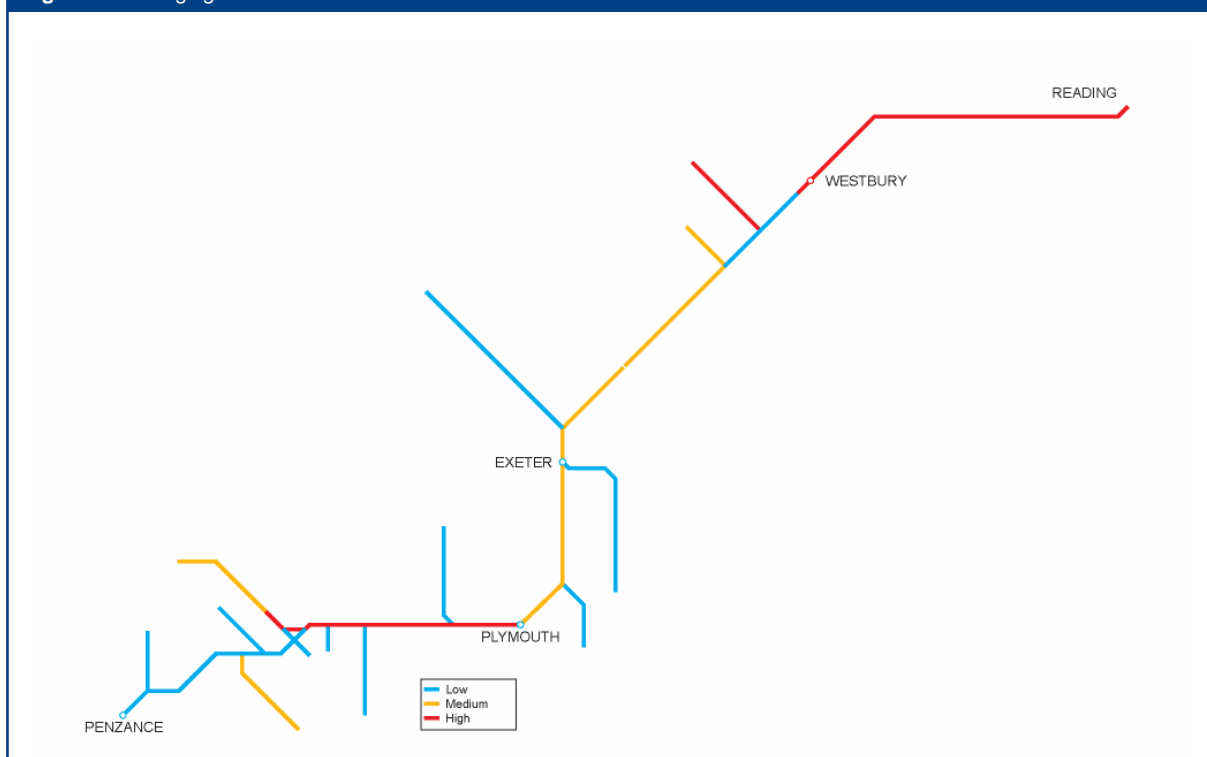 READING
WESTBURY
EXETER
PLYMOUTH
Low
Medium
High
PENZANCE